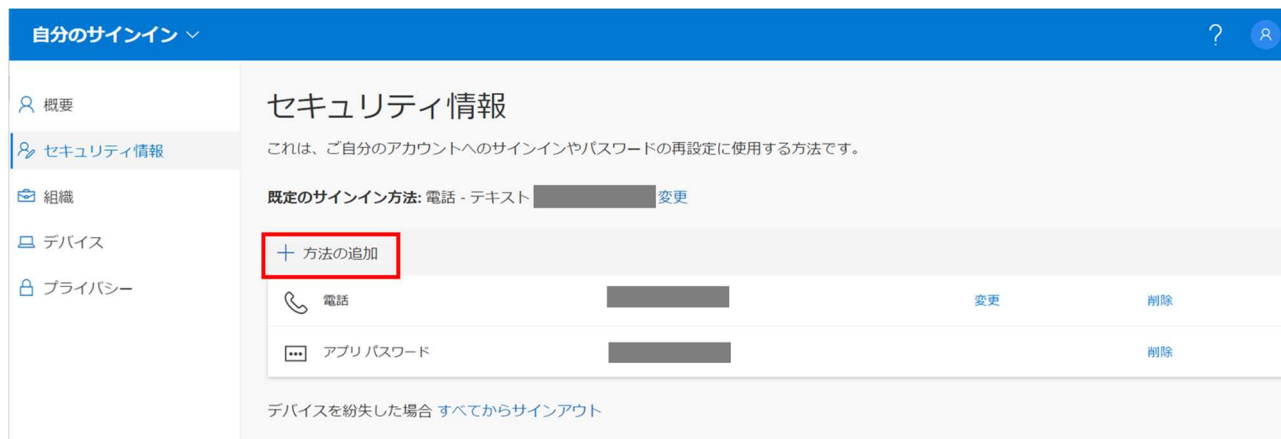 自分のサインイン
?
概要
セキュリティ情報
組織
デバイス
プライバシー
セキュリティ情報
これは、ご自分のアカウントへのサインインやパスワードの再設定に使用する方法です。
既定のサインイン方法: 電話 - テキスト 変更
+ 方法の追加
電話 変更 削除
アプリ パスワード 削除
デバイスを紛失した場合 すべてからサインアウト